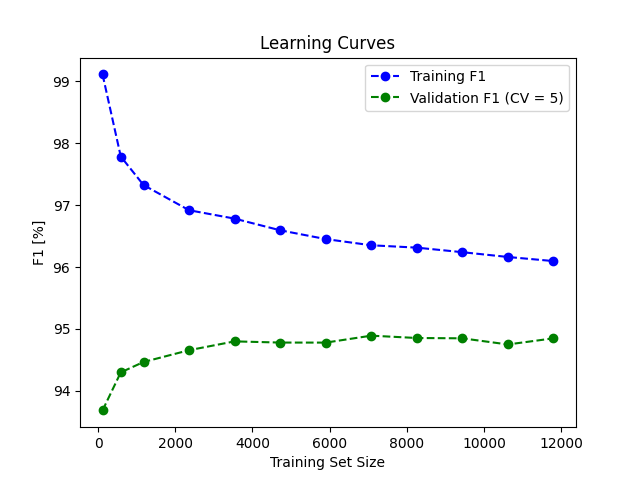 Learning Curves
Training F1
Validation F1 (CV = 5)
F1 [%]
99
98
97
96
95
94
0 2000 4000 6000 8000 10000 12000
Training Set Size